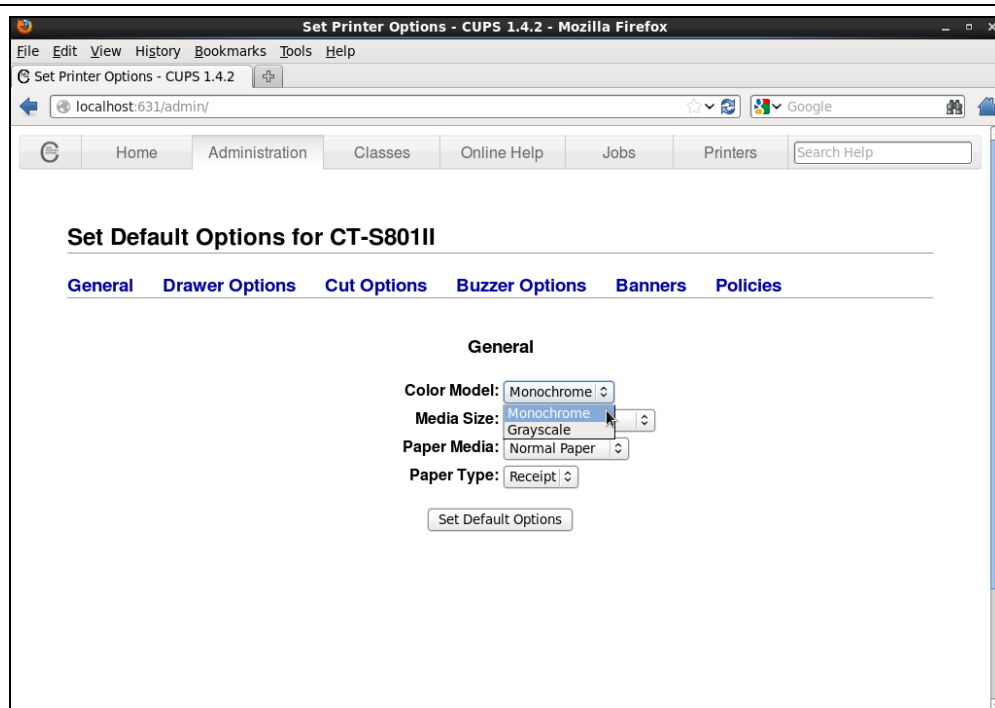 Set Printer Options - CUPS 1.4.2 - Mozilla Firefox
File Edit View History Bookmarks Tools Help
Set Printer Options - CUPS 1.4.2
localhost:631/admin/ Google
Home Administration Classes Online Help Jobs Printers Search Help
Set Default Options for CT-S801II
General Drawer Options Cut Options Buzzer Options Banners Policies
General
Color Model: Monochrome
Monochrome
Media Size:
Grayscale
Paper Media: Normal Paper
Paper Type: Receipt
Set Default Options